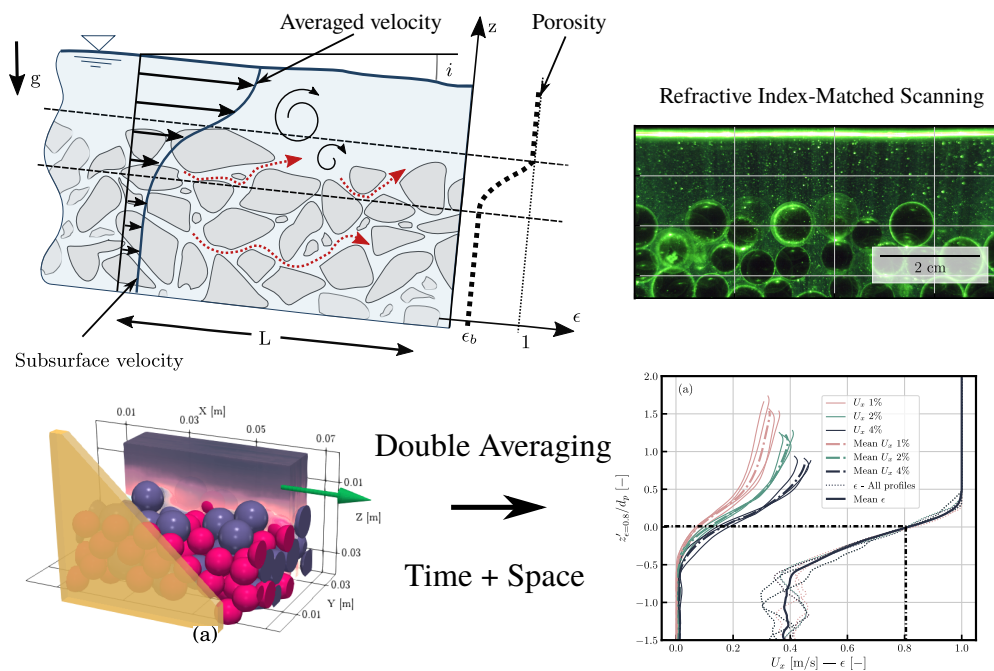 Averaged velocity
z
Porosity
g
i
Refractive Index-Matched Scanning
2 cm
L
ϵ_b
1
ϵ
Subsurface velocity
X [m]
0.01
0.03
0.05
0.07
Z [m]
0.03
0.03
0.01
0.01
Y [m]
(a)
Double Averaging
Time + Space
(a)
U_x 1%
U_x 2%
U_x 4%
Mean U_x 1%
Mean U_x 2%
Mean U_x 4%
ϵ - All profiles
Mean ϵ
2.0
1.5
1.0
0.5
0.0
−0.5
−1.0
−1.5
z'_{ϵ=0.8}/d_p [−]
0.0
0.2
0.4
0.6
0.8
1.0
U_x [m/s] — ϵ [−]